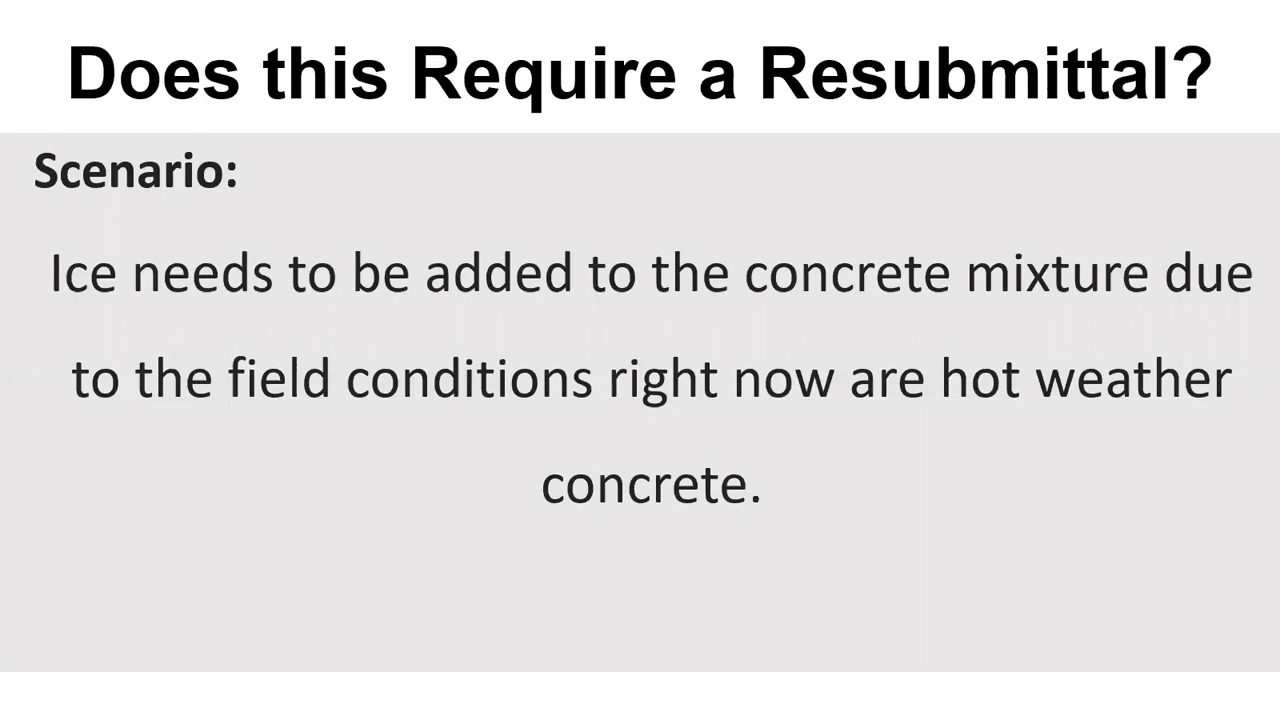 Does this Require a Resubmittal?
Scenario:
Ice needs to be added to the concrete mixture due
to the field conditions right now are hot weather
concrete.